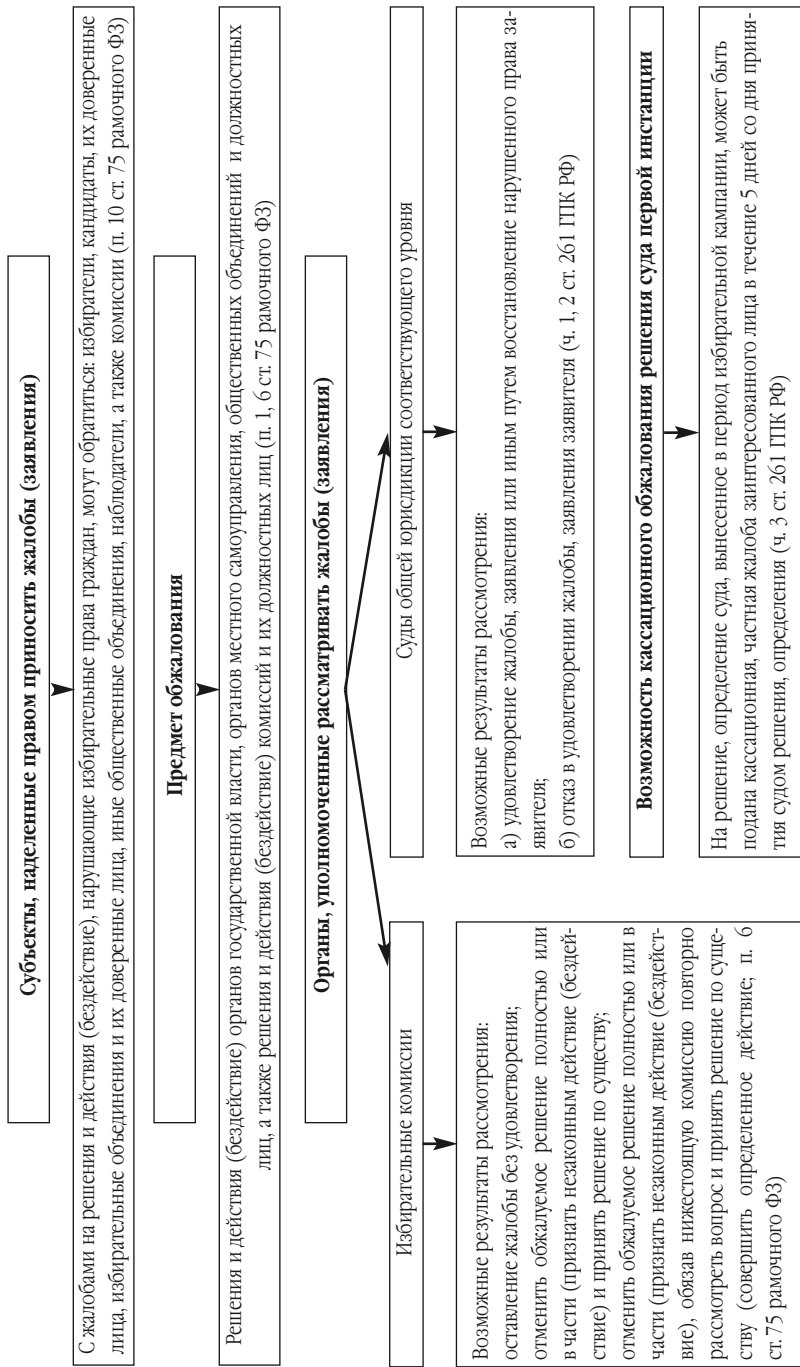 Субъекты, наделенные правом приносить жалобы (заявления)
С жалобами на решения и действия (бездействие), нарушающие избирательные права граждан, могут обратиться: избиратели, кандидаты, их доверенные
лица, избирательные объединения и их доверенные лица, иные общественные объединения, наблюдатели, а также комиссии (п. 10 ст. 75 рамочного ФЗ)
Предмет обжалования
Решения и действия (бездействие) органов государственной власти, органов местного самоуправления, общественных объединений и должностных
лиц, а также решения и действия (бездействие) комиссий и их должностных лиц (п. 1, 6 ст. 75 рамочного ФЗ)
Органы, уполномоченные рассматривать жалобы (заявления)
Избирательные комиссии
Возможные результаты рассмотрения:
оставление жалобы без удовлетворения;
отменить обжалуемое решение полностью или
в части (признать незаконным действие (бездей-
ствие) и принять решение по существу;
отменить обжалуемое решение полностью или в
части (признать незаконным действие (бездейст-
вие), обязав нижестоящую комиссию повторно
рассмотреть вопрос и принять решение по суще-
ству (совершить определенное действие; п. 6
ст. 75 рамочного ФЗ)
Суды общей юрисдикции соответствующего уровня
Возможные результаты рассмотрения:
а) удовлетворение жалобы, заявления или иным путем восстановление нарушенного права за-
явителя;
б) отказ в удовлетворении жалобы, заявления заявителя (ч. 1, 2 ст. 261 ГПК РФ)
Возможность кассационного обжалования решения суда первой инстанции
На решение, определение суда, вынесенное в период избирательной кампании, может быть
подана кассационная, частная жалоба заинтересованного лица в течение 5 дней со дня приня-
тия судом решения, определения (ч. 3 ст. 261 ГПК РФ)